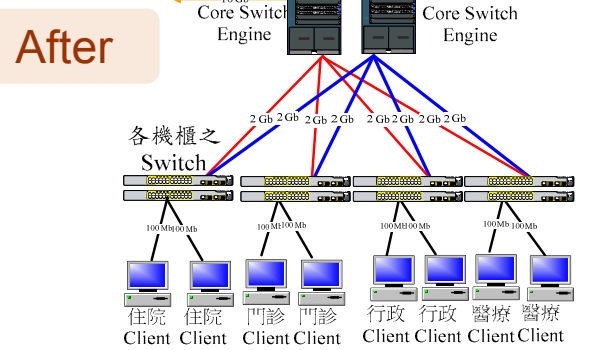 After
10Gb
Core Switch
Engine
Core Switch
Engine
2 Gb 2 Gb 2 Gb 2 Gb 2 Gb 2 Gb 2 Gb 2 Gb
各機櫃之
Switch
100 Mb 100 Mb 100 Mb 100 Mb 100 Mb 100 Mb 100 Mb 100 Mb
住院 住院 門診 門診 行政 行政 醫療 醫療
Client Client Client Client Client Client Client Client